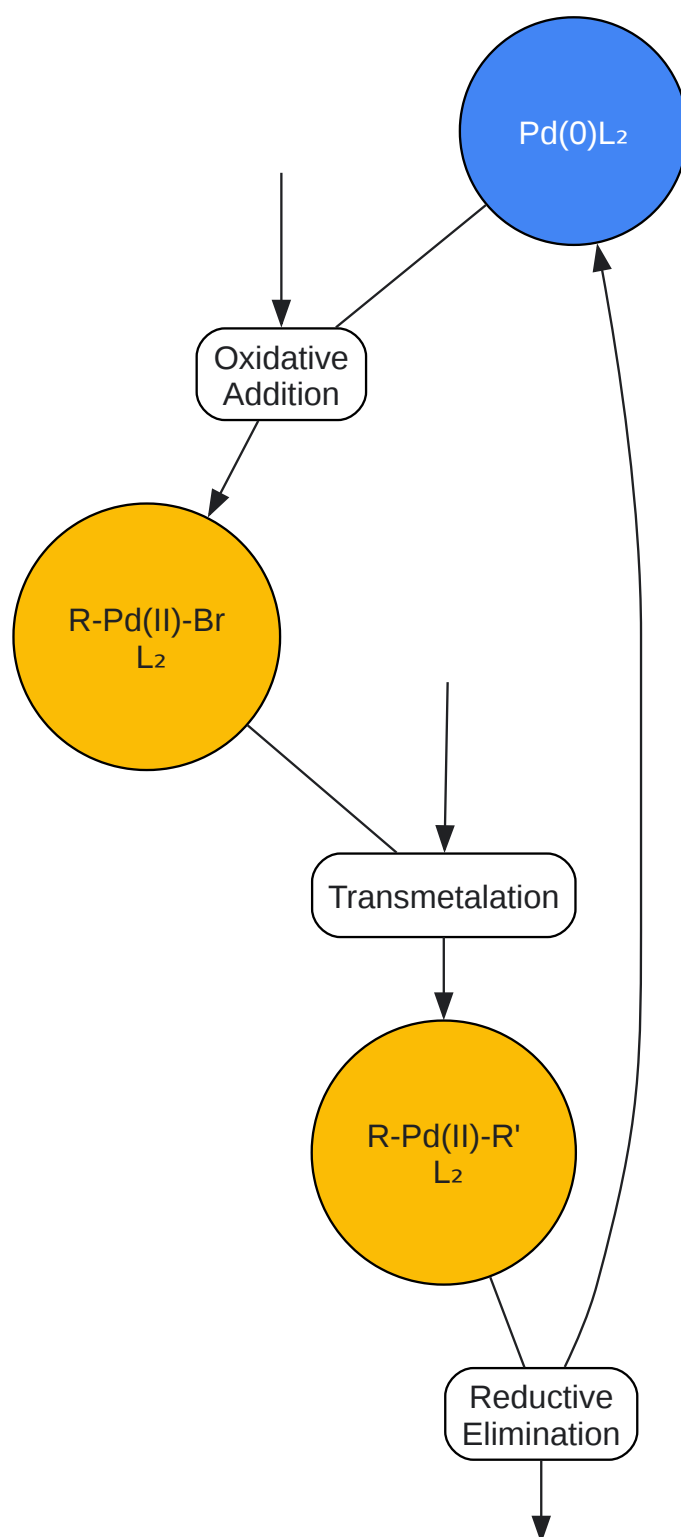 Pd(0)L₂
Oxidative
Addition
R-Pd(II)-Br
L₂
Transmetalation
R-Pd(II)-R'
L₂
Reductive
Elimination